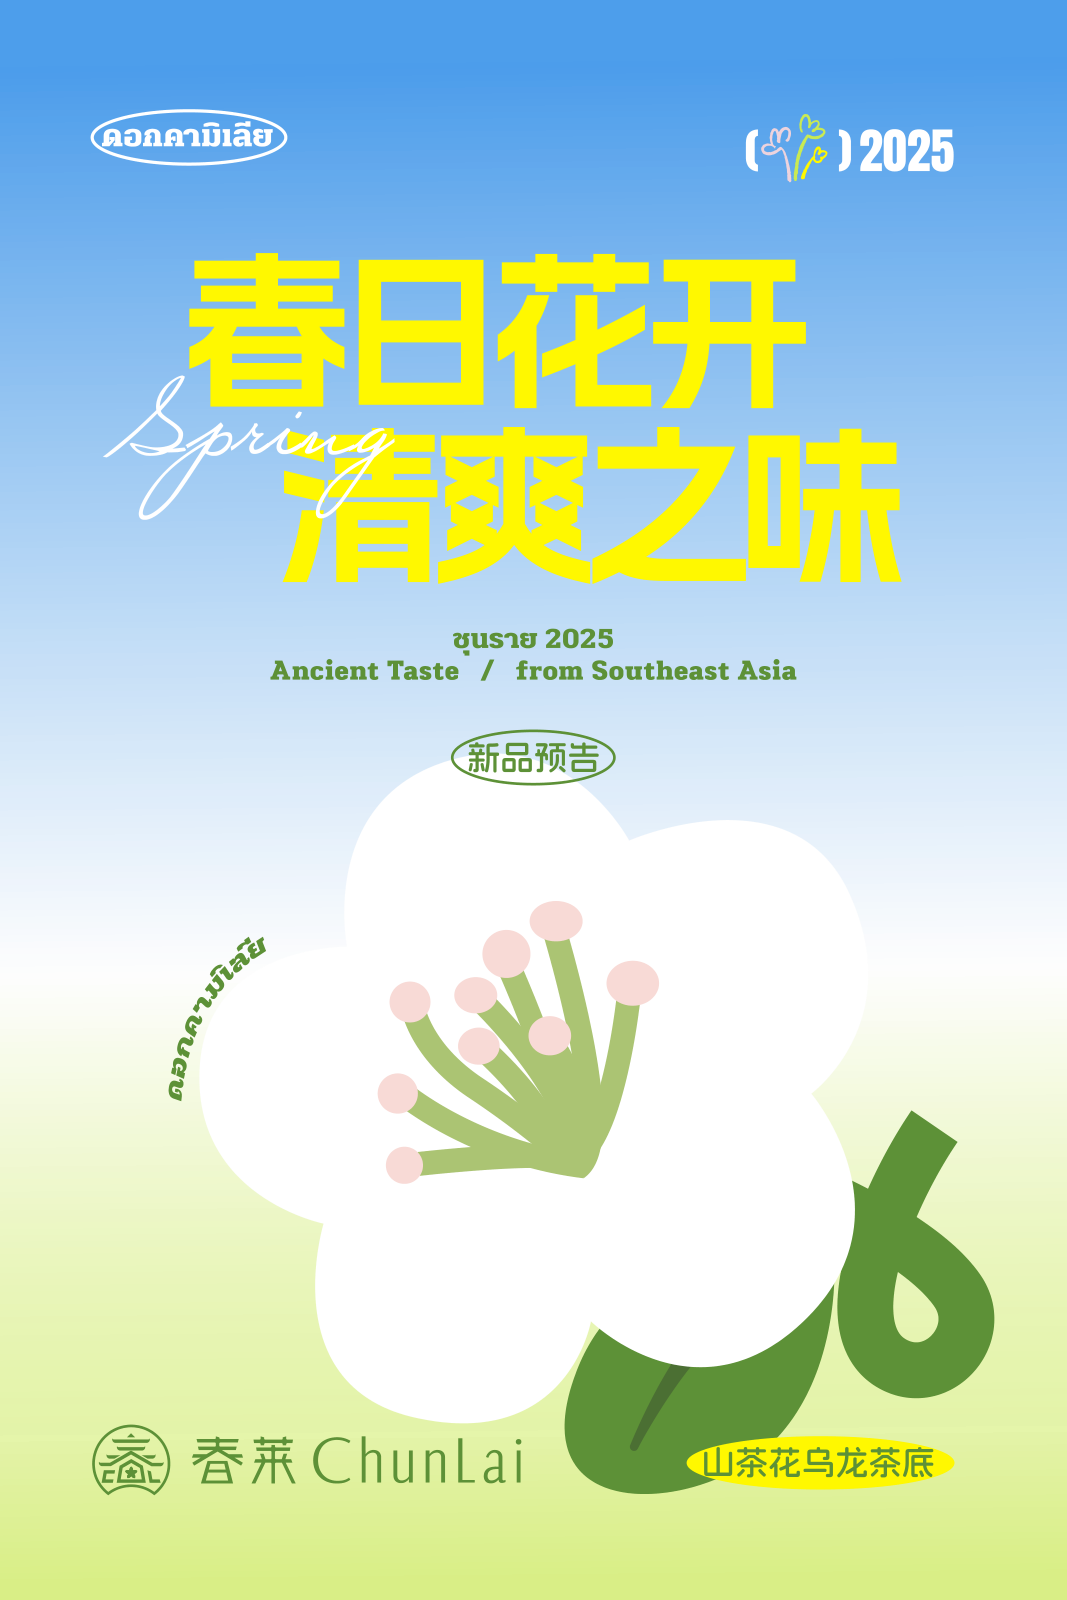 ดอกคามิเลีย
( ) 2025
春日花开
Spring
清爽之味
ชุนราย 2025
Ancient Taste / from Southeast Asia
新品预告
ดอกคามิเลีย
春莱 ChunLai
山茶花乌龙茶底